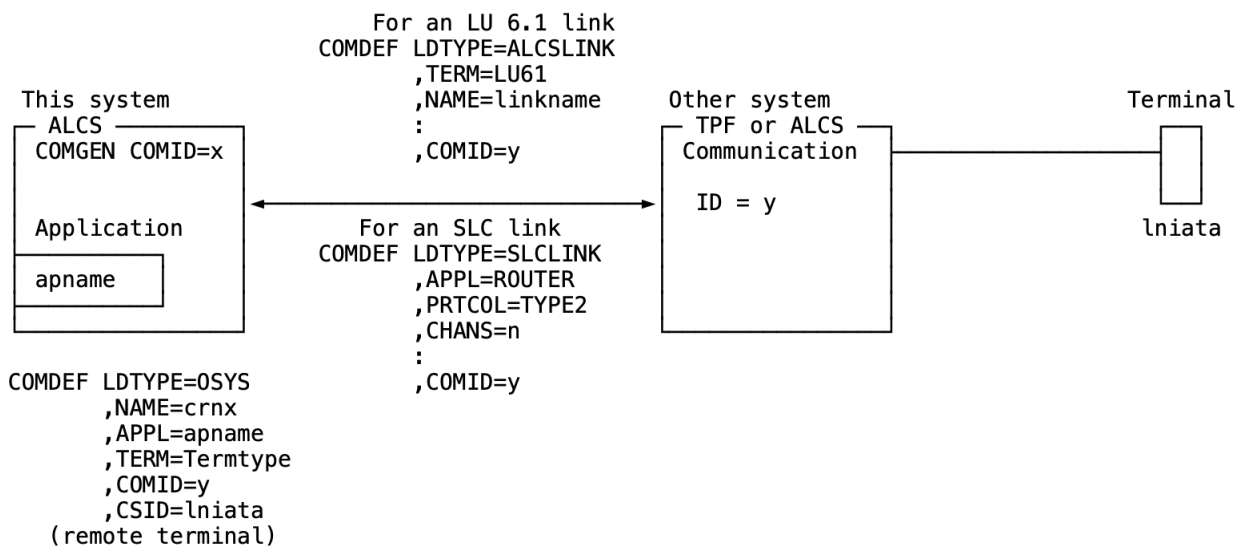 For an LU 6.1 link
COMDEF LDTYPE=ALCSLINK
,TERM=LU61
,NAME=linkname
:
,COMID=y
This system
ALCS
COMGEN COMID=x
Application
apname
Other system
TPF or ALCS
Communication
ID = y
Terminal
lniata
For an SLC link
COMDEF LDTYPE=SLCLINK
,APPL=ROUTER
,PRTCOL=TYPE2
,CHANS=n
:
,COMID=y
COMDEF LDTYPE=OSYS
,NAME=crnx
,APPL=apname
,TERM=Termtype
,COMID=y
,CSID=lniata
(remote terminal)